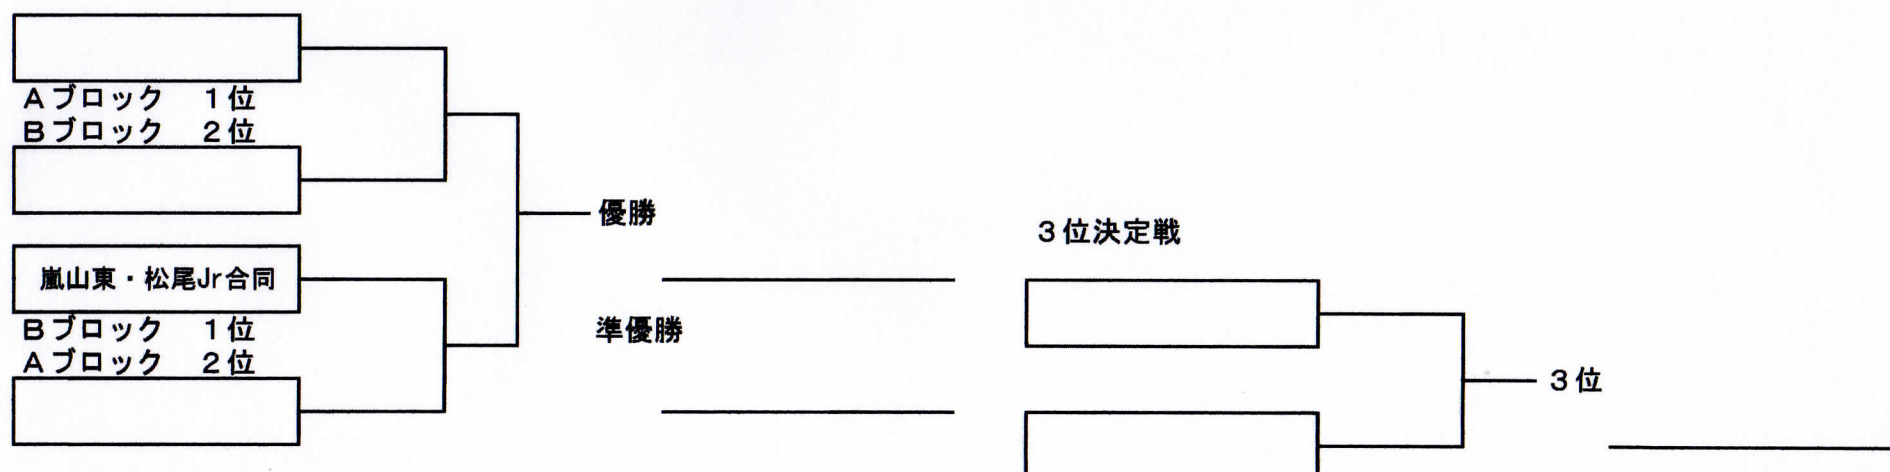 Aブロック　1位
Bブロック　2位
優勝
嵐山東・松尾Jr合同
Bブロック　1位
Aブロック　2位
準優勝
3位決定戦
3位